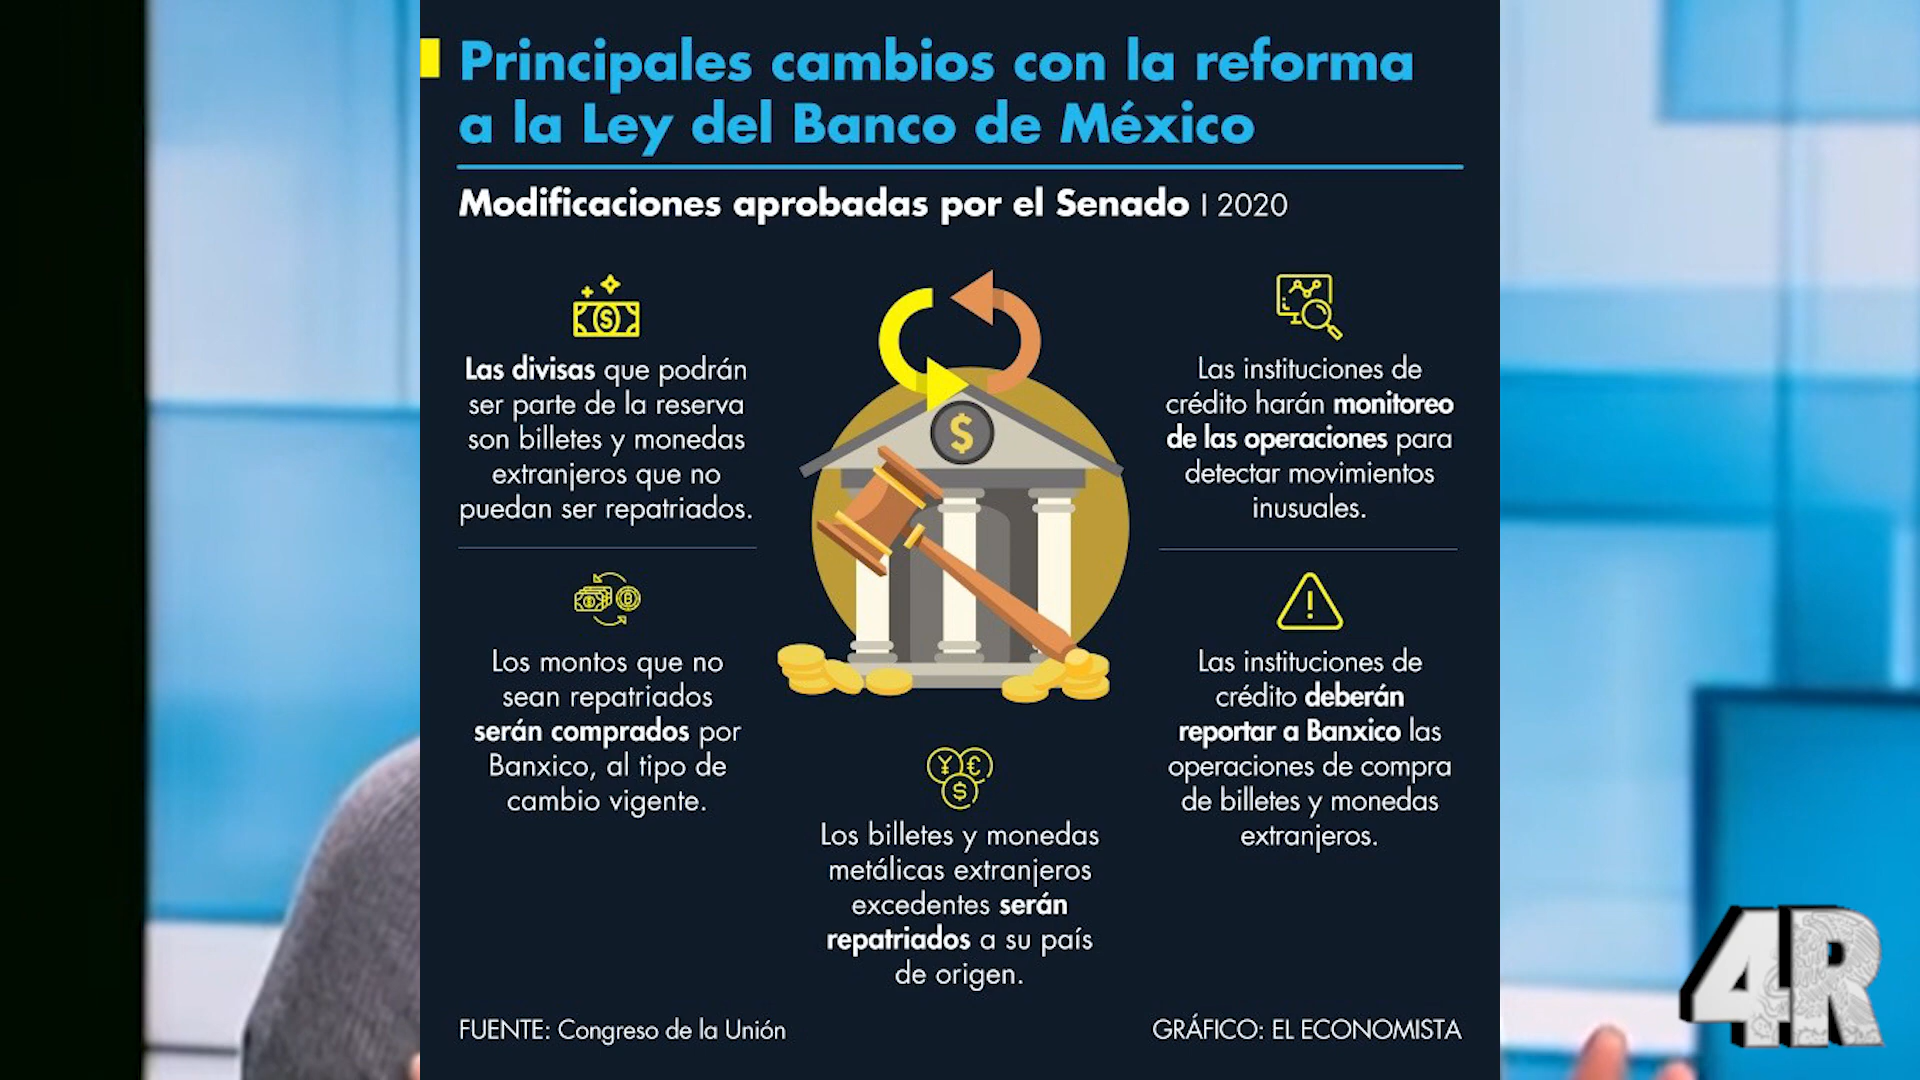 Principales cambios con la reforma
a la Ley del Banco de México
Modificaciones aprobadas por el Senado | 2020
Las divisas que podrán
ser parte de la reserva
son billetes y monedas
extranjeros que no
puedan ser repatriados.
Los montos que no
sean repatriados
serán comprados por
Banxico, al tipo de
cambio vigente.
$
Los billetes y monedas
metálicas extranjeros
excedentes serán
repatriados a su país
de origen.
Las instituciones de
crédito harán monitoreo
de las operaciones para
detectar movimientos
inusuales.
Las instituciones de
crédito deberán
reportar a Banxico las
operaciones de compra
de billetes y monedas
extranjeros.
FUENTE: Congreso de la Unión
GRÁFICO: EL ECONOMISTA
4R